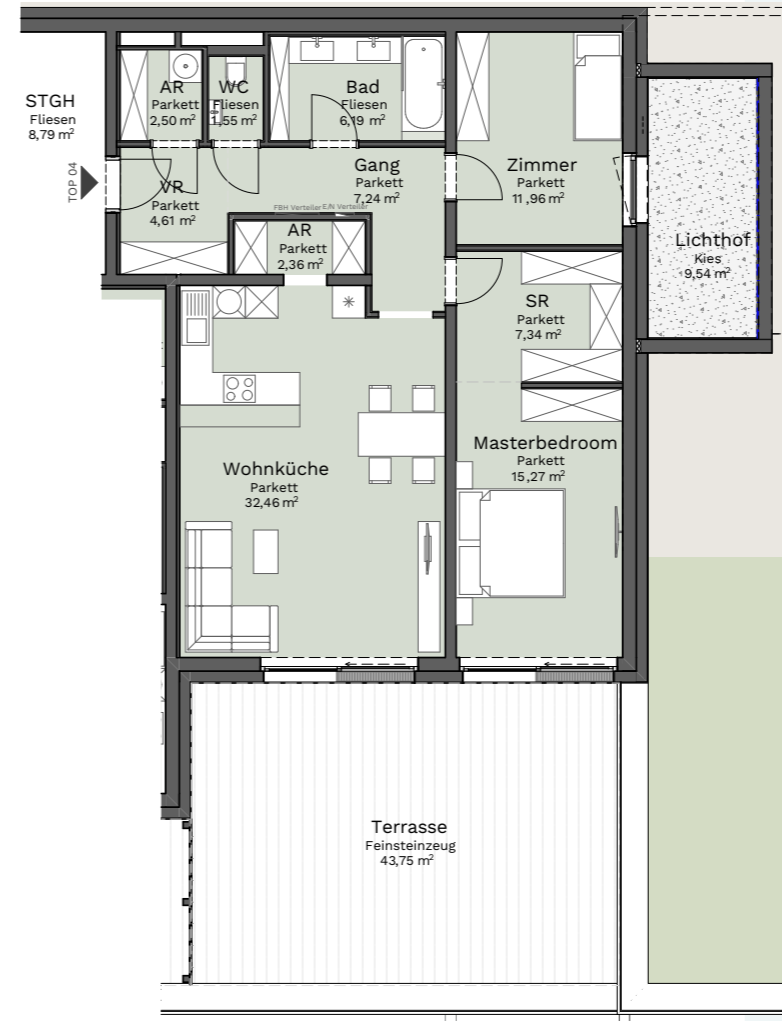 STGH
Fliesen
8,79 m²
TOP 04
AR
Parkett
2,50 m²
WC
Fliesen
1,55 m²
Bad
Fliesen
6,19 m²
VR
Parkett
4,61 m²
Gang
Parkett
7,24 m²
Zimmer
Parkett
11,96 m²
Lichthof
Kies
9,54 m²
FBH Verteiler
E/N Verteiler
AR
Parkett
2,36 m²
SR
Parkett
7,34 m²
Wohnküche
Parkett
32,46 m²
Masterbedroom
Parkett
15,27 m²
Terrasse
Feinsteinzeug
43,75 m²